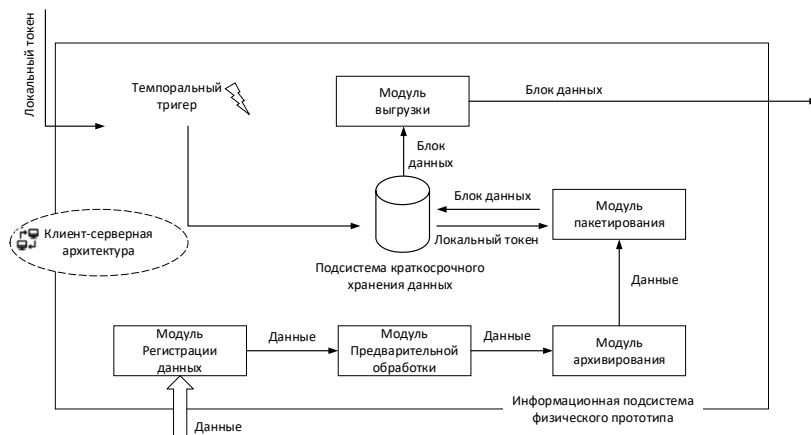 Локальный токен
Темпоральный
тригер
Модуль
выгрузки
Блок данных
Блок
данных
Клиент-серверная
архитектура
Блок данных
Модуль
пакетирования
Локальный токен
Подсистема краткосрочного
хранения данных
Данные
Модуль
Регистрации
данных
Данные
Модуль
Предварительной
обработки
Данные
Модуль
архивирования
Информационная подсистема
физического прототипа
Данные